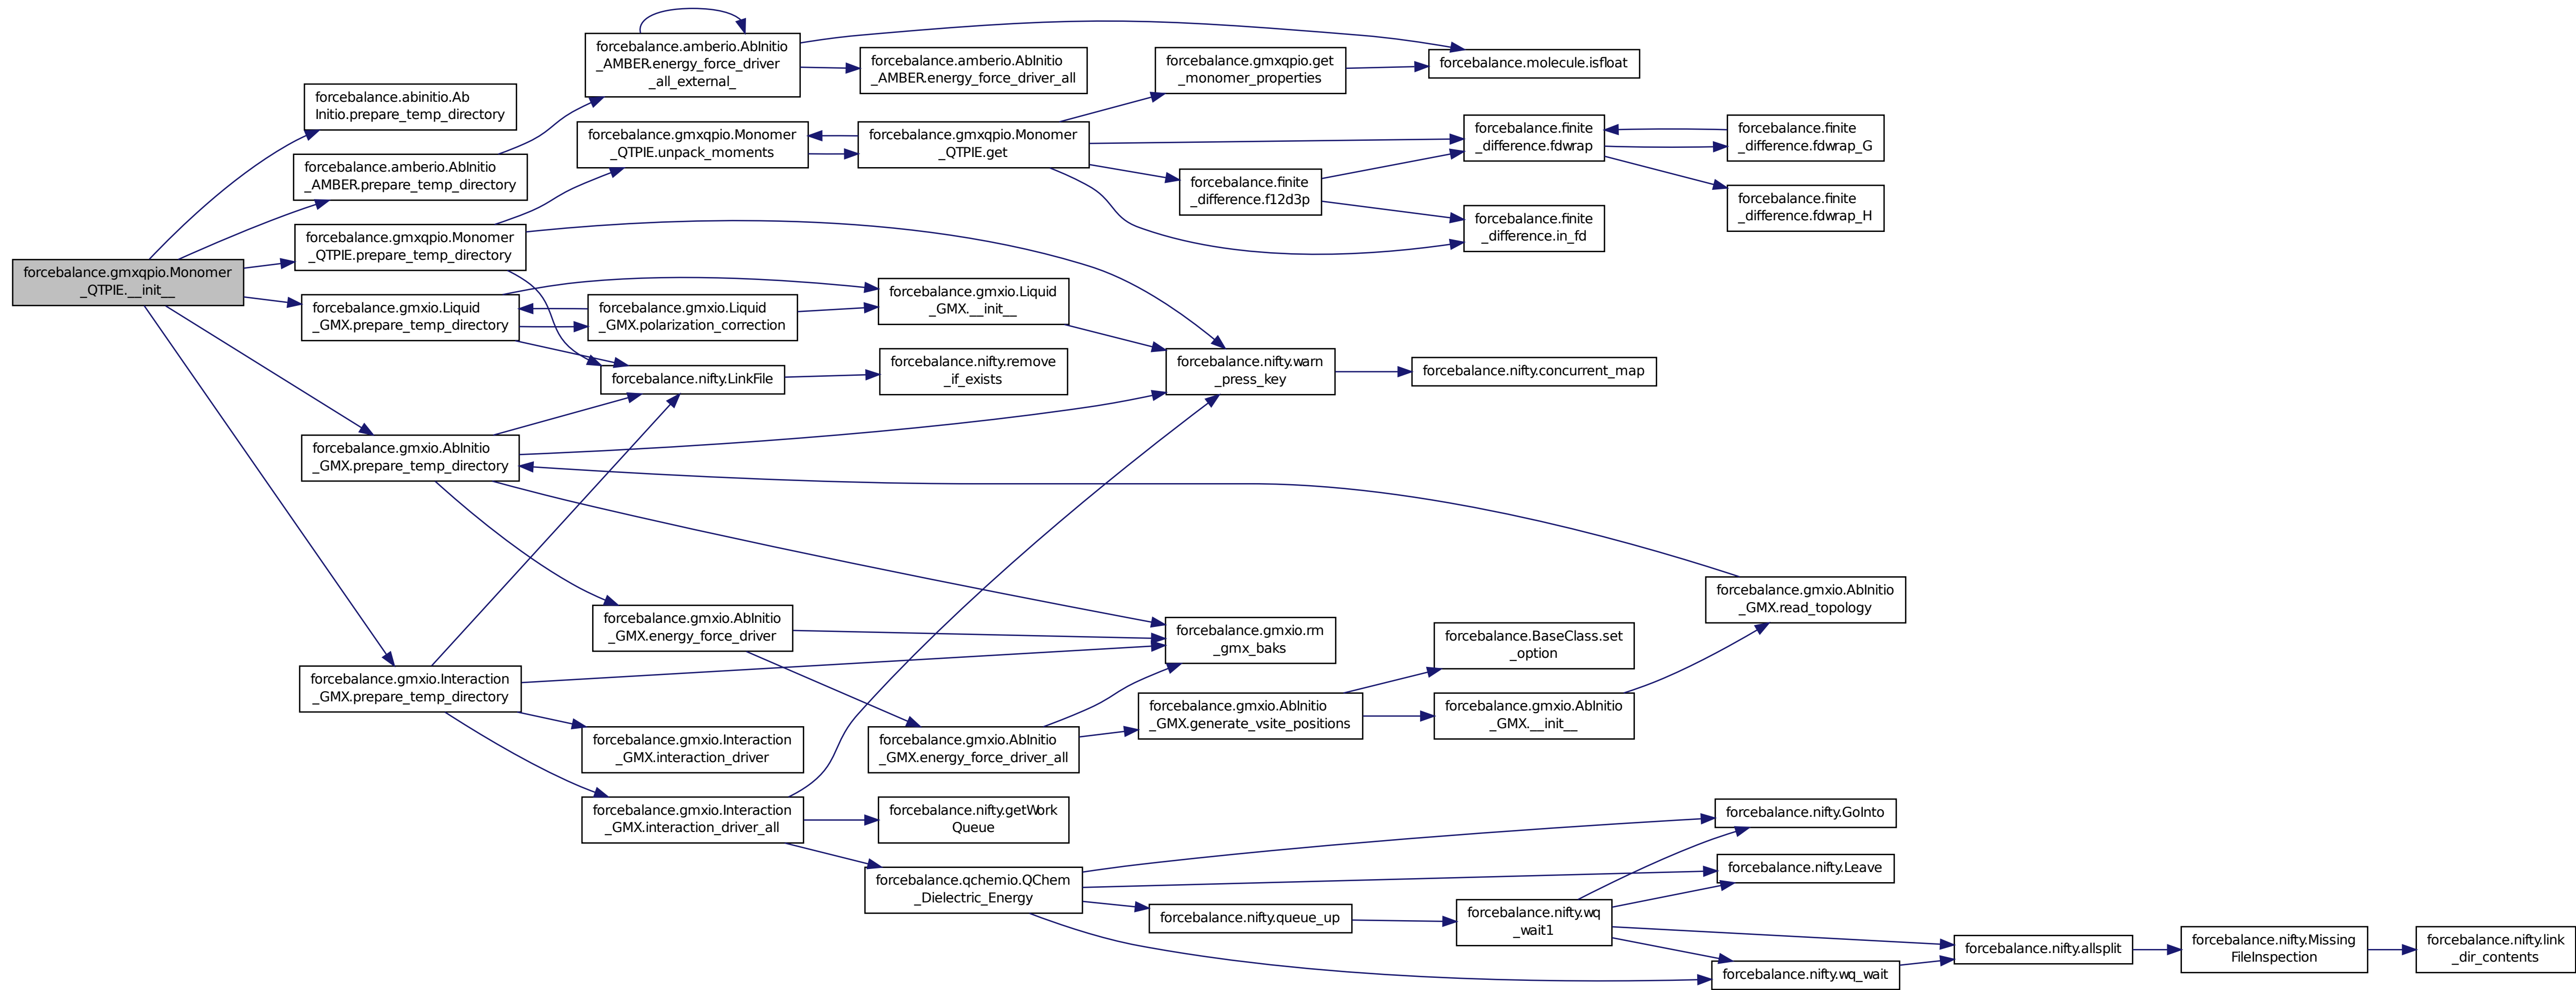 forcebalance.gmxqpio.Monomer
_QTPIE.__init__
forcebalance.abinitio.Ab
Initio.prepare_temp_directory
forcebalance.amberio.AbInitio
_AMBER.prepare_temp_directory
forcebalance.gmxqpio.Monomer
_QTPIE.prepare_temp_directory
forcebalance.gmxio.Liquid
_GMX.prepare_temp_directory
forcebalance.gmxio.AbInitio
_GMX.prepare_temp_directory
forcebalance.gmxio.Interaction
_GMX.prepare_temp_directory
forcebalance.amberio.AbInitio
_AMBER.energy_force_driver
_all_external_
forcebalance.gmxqpio.Monomer
_QTPIE.unpack_moments
forcebalance.gmxio.Liquid
_GMX.polarization_correction
forcebalance.nifty.LinkFile
forcebalance.gmxio.AbInitio
_GMX.energy_force_driver
forcebalance.gmxio.Interaction
_GMX.interaction_driver
forcebalance.gmxio.Interaction
_GMX.interaction_driver_all
forcebalance.amberio.AbInitio
_AMBER.energy_force_driver_all
forcebalance.gmxqpio.Monomer
_QTPIE.get
forcebalance.gmxio.Liquid
_GMX.__init__
forcebalance.nifty.remove
_if_exists
forcebalance.gmxio.AbInitio
_GMX.energy_force_driver_all
forcebalance.nifty.getWork
Queue
forcebalance.qchemio.QChem
_Dielectric_Energy
forcebalance.gmxqpio.get
_monomer_properties
forcebalance.finite
_difference.f12d3p
forcebalance.nifty.warn
_press_key
forcebalance.gmxio.rm
_gmx_baks
forcebalance.gmxio.AbInitio
_GMX.generate_vsite_positions
forcebalance.nifty.queue_up
forcebalance.molecule.isfloat
forcebalance.finite
_difference.fdwrap
forcebalance.finite
_difference.in_fd
forcebalance.nifty.concurrent_map
forcebalance.BaseClass.set
_option
forcebalance.gmxio.AbInitio
_GMX.__init__
forcebalance.nifty.wq
_wait1
forcebalance.finite
_difference.fdwrap_G
forcebalance.finite
_difference.fdwrap_H
forcebalance.gmxio.AbInitio
_GMX.read_topology
forcebalance.nifty.GoInto
forcebalance.nifty.Leave
forcebalance.nifty.wq_wait
forcebalance.nifty.allsplit
forcebalance.nifty.Missing
FileInspection
forcebalance.nifty.link
_dir_contents